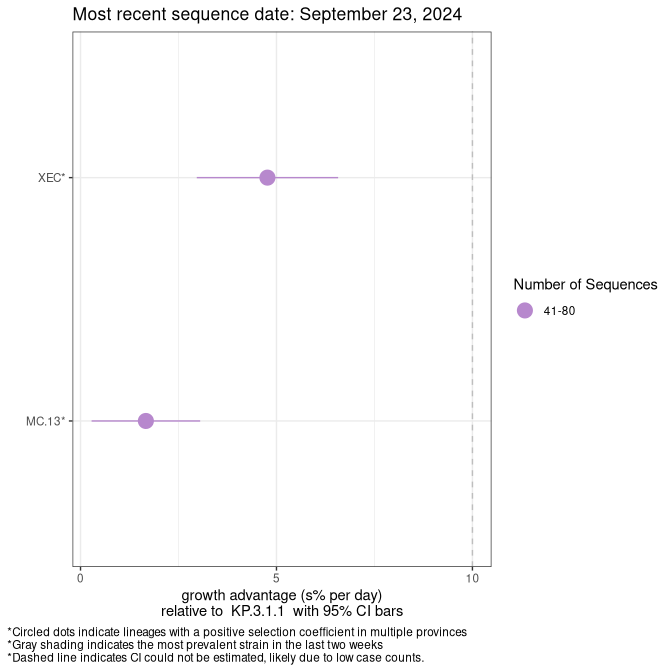 Most recent sequence date: September 23, 2024
XEC*
MC.13*
0 5 10
growth advantage (s% per day)
relative to KP.3.1.1 with 95% CI bars
Number of Sequences
41-80
*Circled dots indicate lineages with a positive selection coefficient in multiple provinces
*Gray shading indicates the most prevalent strain in the last two weeks
*Dashed line indicates CI could not be estimated, likely due to low case counts.